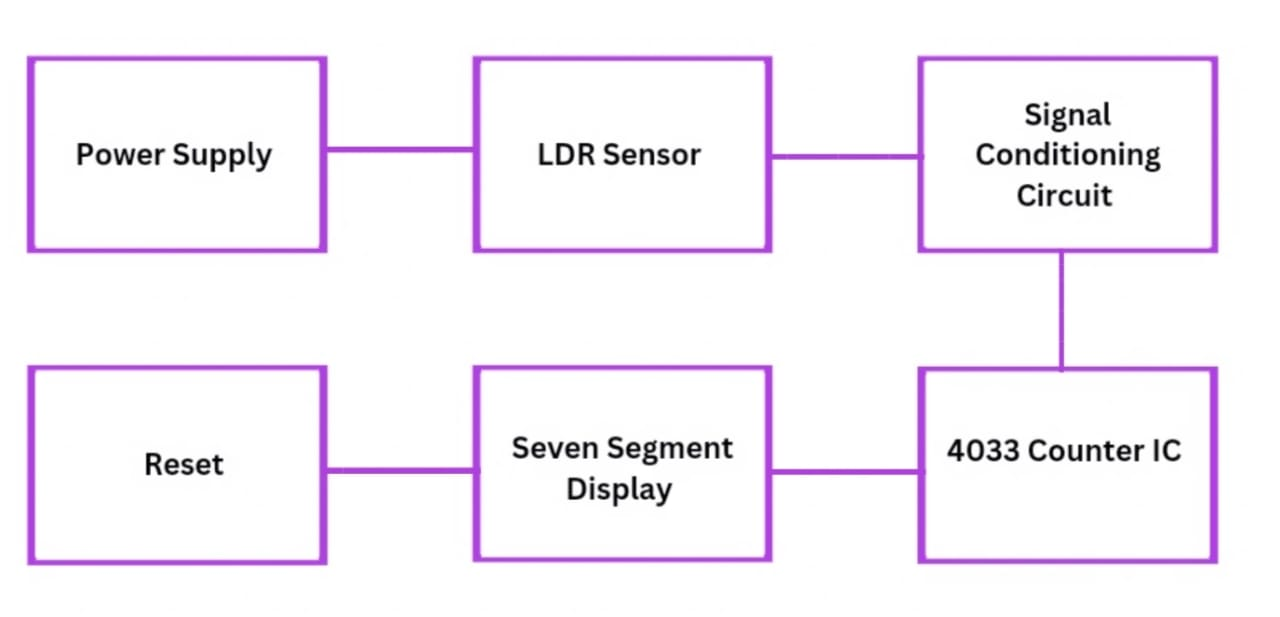 Power Supply
LDR Sensor
Signal
Conditioning
Circuit
Reset
Seven Segment
Display
4033 Counter IC